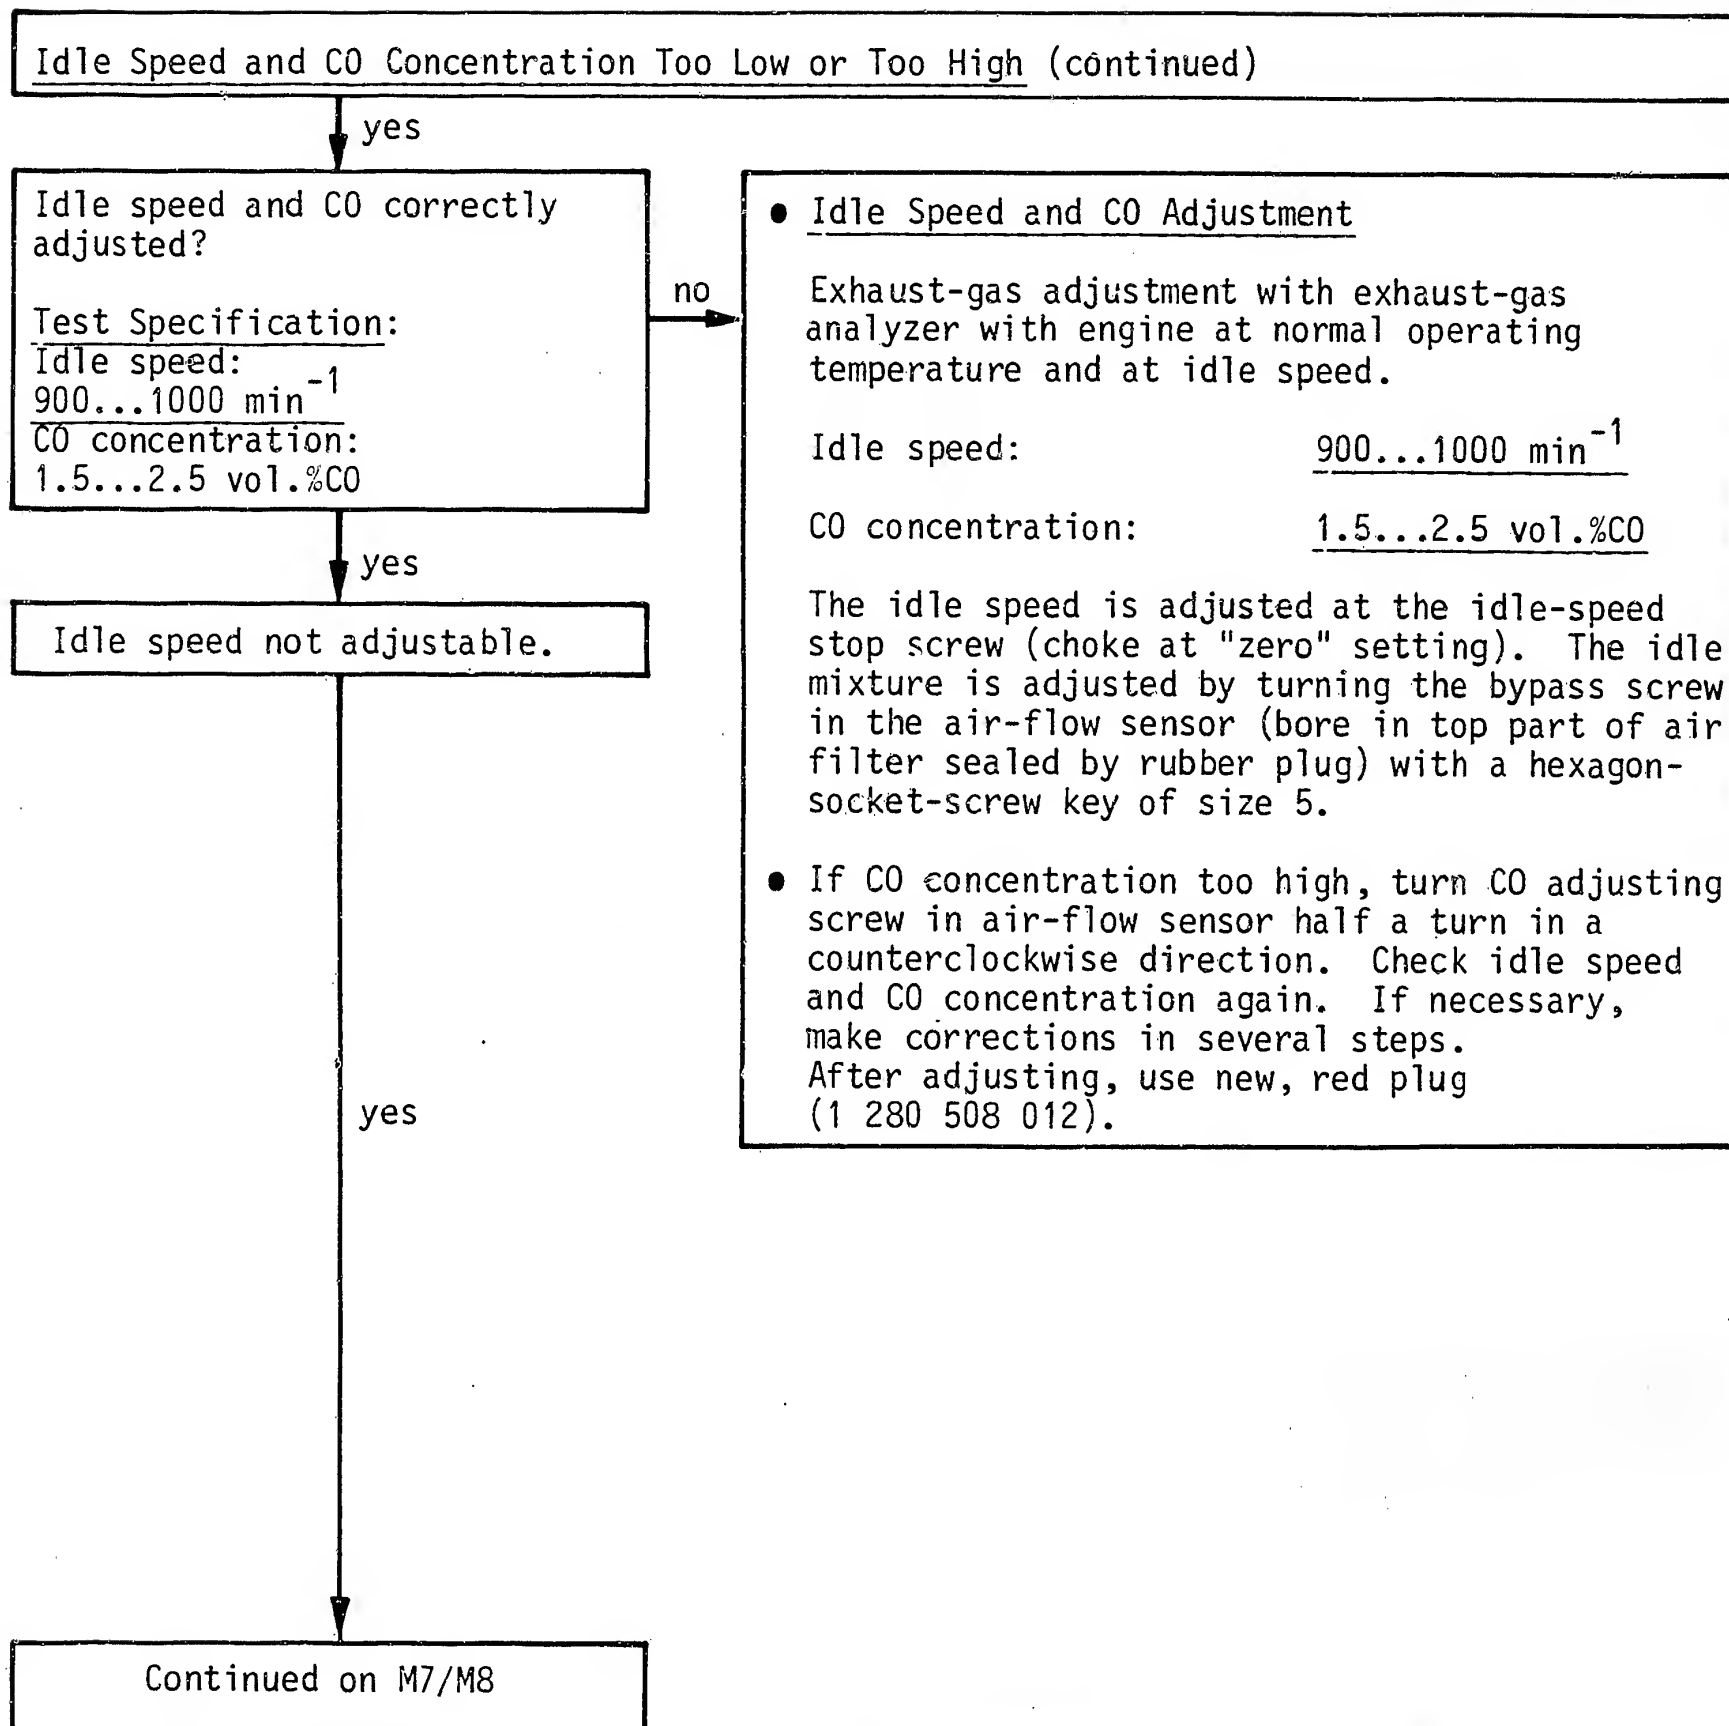 Idle Speed and CO Concentration Too Low or Too High (continued)
yes
Idle speed and CO correctly
adjusted?
Test Specification:
Idle speed:
900...1000 min⁻¹
CO concentration:
1.5...2.5 vol.%CO
no
● Idle Speed and CO Adjustment
Exhaust-gas adjustment with exhaust-gas
analyzer with engine at normal operating
temperature and at idle speed.
Idle speed: 900...1000 min⁻¹
CO concentration: 1.5...2.5 vol.%CO
The idle speed is adjusted at the idle-speed
stop screw (choke at "zero" setting). The idle
mixture is adjusted by turning the bypass screw
in the air-flow sensor (bore in top part of air
filter sealed by rubber plug) with a hexagon-
socket-screw key of size 5.
● If CO concentration too high, turn CO adjusting
screw in air-flow sensor half a turn in a
counterclockwise direction. Check idle speed
and CO concentration again. If necessary,
make corrections in several steps.
After adjusting, use new, red plug
(1 280 508 012).
yes
Idle speed not adjustable.
yes
Continued on M7/M8